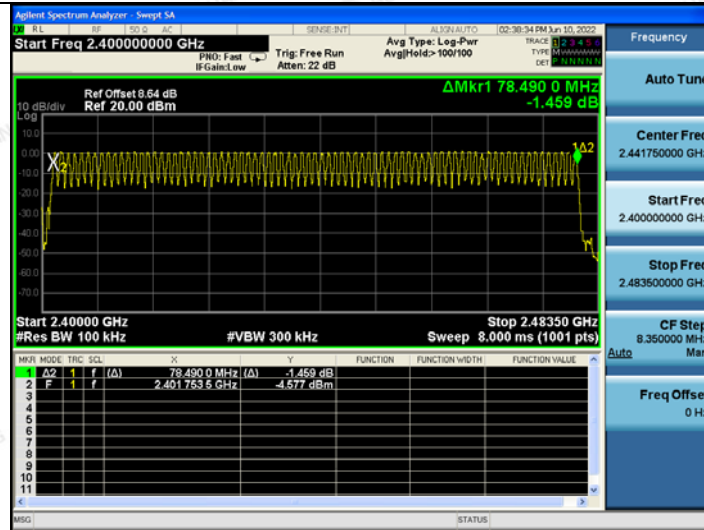 Agilent Spectrum Analyzer - Swept SA
RL RF 50 Ω AC SENSE:INT ALIGNAUTO 02:38:34 PM Jun 10, 2022
Start Freq 2.400000000 GHz
PNO: Fast
IFGain:Low
Trig: Free Run
Atten: 22 dB
Avg Type: Log-Pwr
Avg|Hold:>100/100
TRACE 1 2 3 4 5 6
TYPE M
DET P N N N N N
Ref Offset 8.64 dB
10 dB/div Ref 20.00 dBm
Log
ΔMkr1 78.490 0 MHz
-1.459 dB
10.0
0.00
-10.0
-20.0
-30.0
-40.0
-50.0
-60.0
-70.0
X2
1Δ2
Start 2.40000 GHz Stop 2.48350 GHz
#Res BW 100 kHz #VBW 300 kHz Sweep 8.000 ms (1001 pts)
MKR MODE TRC SCL X Y FUNCTION FUNCTION WIDTH FUNCTION VALUE
1 Δ2 1 f (Δ) 78.490 0 MHz (Δ) -1.459 dB
2 F 1 f 2.401 753 5 GHz -4.577 dBm
3
4
5
6
7
8
9
10
11
MSG STATUS
Frequency
Auto Tune
Center Freq
2.441750000 GHz
Start Freq
2.400000000 GHz
Stop Freq
2.483500000 GHz
CF Step
8.350000 MHz
Auto Man
Freq Offset
0 Hz